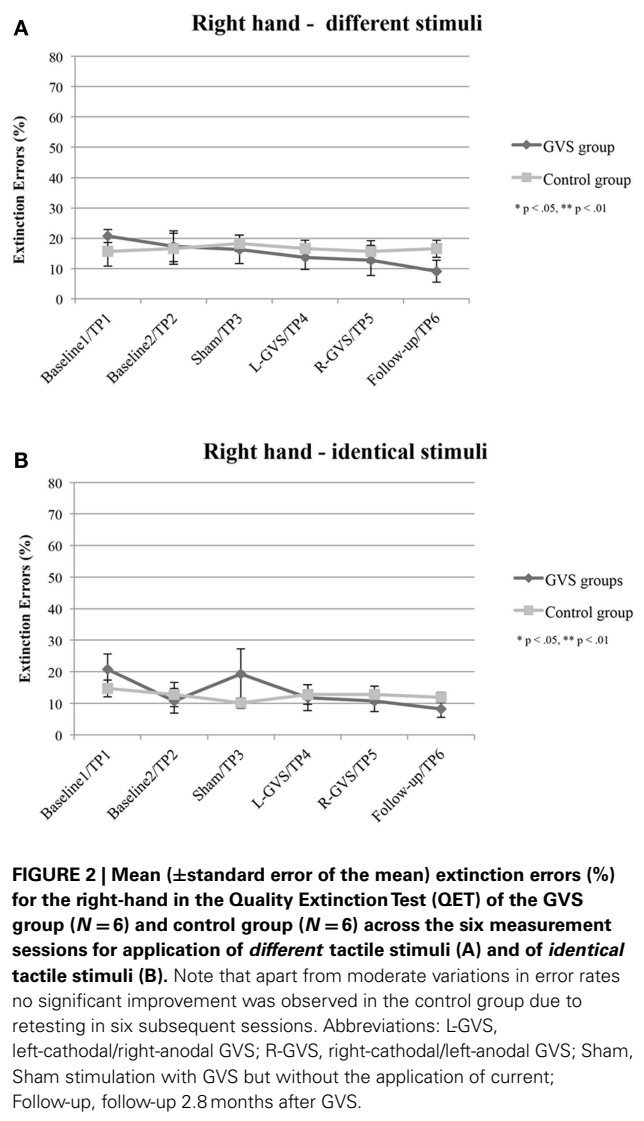 A
Right hand - different stimuli
Extinction Errors (%)
80
70
60
50
40
30
20
10
0
Baseline1/TP1
Baseline2/TP2
Sham/TP3
L-GVS/TP4
R-GVS/TP5
Follow-up/TP6
GVS group
Control group
* p < .05, ** p < .01
B
Right hand - identical stimuli
Extinction Errors (%)
80
70
60
50
40
30
20
10
0
Baseline1/TP1
Baseline2/TP2
Sham/TP3
L-GVS/TP4
R-GVS/TP5
Follow-up/TP6
GVS groups
Control group
* p < .05, ** p < .01
FIGURE 2 | Mean (±standard error of the mean) extinction errors (%)
for the right-hand in the Quality Extinction Test (QET) of the GVS
group (N = 6) and control group (N = 6) across the six measurement
sessions for application of different tactile stimuli (A) and of identical
tactile stimuli (B). Note that apart from moderate variations in error rates
no significant improvement was observed in the control group due to
retesting in six subsequent sessions. Abbreviations: L-GVS,
left-cathodal/right-anodal GVS; R-GVS, right-cathodal/left-anodal GVS; Sham,
Sham stimulation with GVS but without the application of current;
Follow-up, follow-up 2.8 months after GVS.